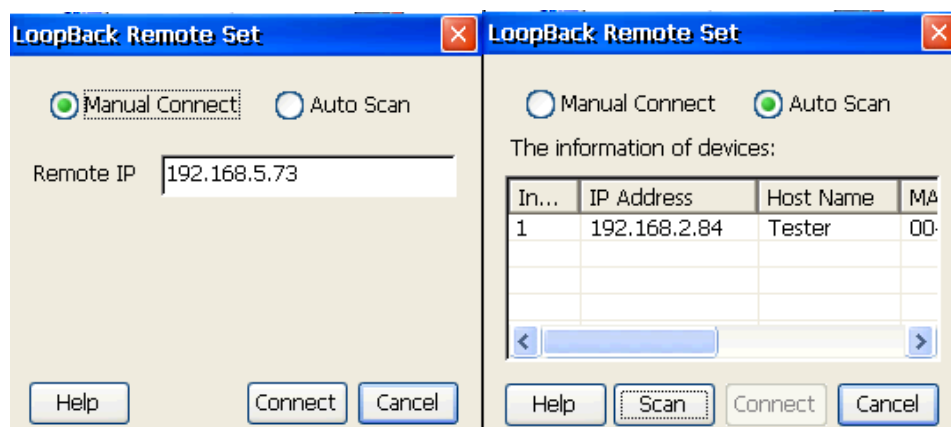 LoopBack Remote Set
Manual Connect Auto Scan
Remote IP 192.168.5.73
Help Connect Cancel
LoopBack Remote Set
Manual Connect Auto Scan
The information of devices:
In... IP Address Host Name MA
1 192.168.2.84 Tester 00-
Help Scan Connect Cancel